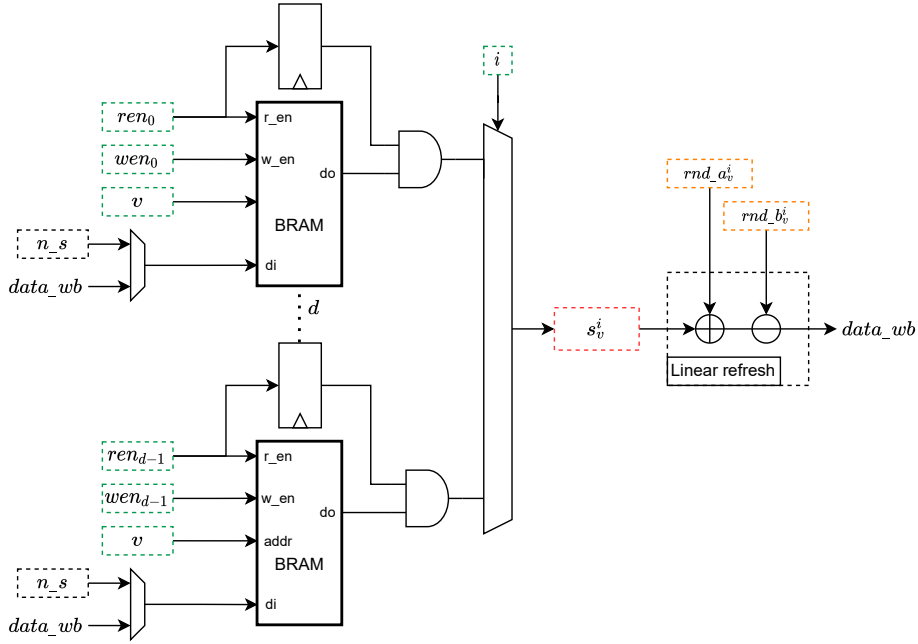 i
ren_0
r_en
wen_0
w_en
do
v
BRAM
n_s
di
data_wb
d
rnd_a_v^i
rnd_b_v^i
s_v^i
data_wb
Linear refresh
ren_{d-1}
r_en
wen_{d-1}
w_en
do
v
addr
BRAM
n_s
di
data_wb